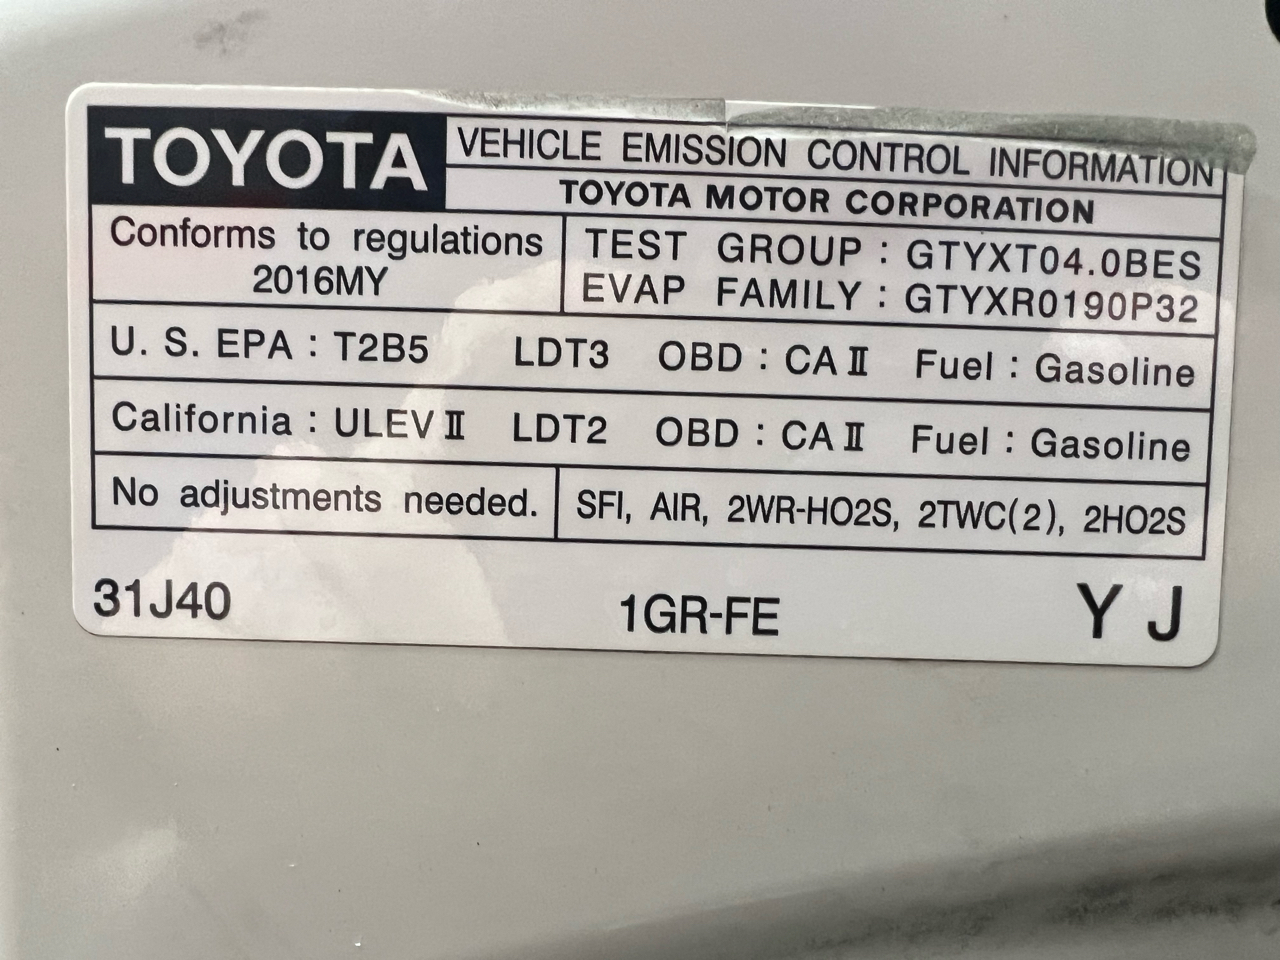 TOYOTA VEHICLE EMISSION CONTROL INFORMATION
TOYOTA MOTOR CORPORATION
Conforms to regulations
2016MY
TEST GROUP : GTYXT04.0BES
EVAP FAMILY : GTYXR0190P32
U. S. EPA : T2B5 LDT3 OBD : CA Ⅱ Fuel : Gasoline
California : ULEV Ⅱ LDT2 OBD : CA Ⅱ Fuel : Gasoline
No adjustments needed. SFI, AIR, 2WR-HO2S, 2TWC(2), 2HO2S
31J40 1GR-FE Y J